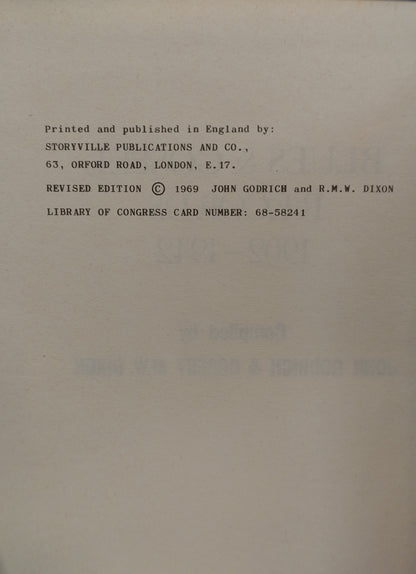 Printed and published in England by:
STORYVILLE PUBLICATIONS AND CO.,
63, ORFORD ROAD, LONDON, E.17.
REVISED EDITION © 1969 JOHN GODRICH and R.M.W. DIXON
LIBRARY OF CONGRESS CARD NUMBER: 68-58241